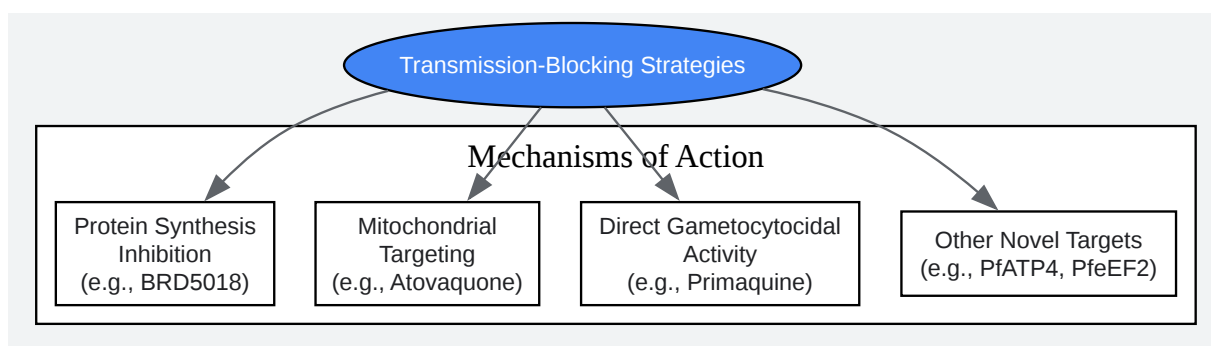 Transmission-Blocking Strategies
Mechanisms of Action
Protein Synthesis
Inhibition
(e.g., BRD5018)
Mitochondrial
Targeting
(e.g., Atovaquone)
Direct Gametocytocidal
Activity
(e.g., Primaquine)
Other Novel Targets
(e.g., PfATP4, PfeEF2)